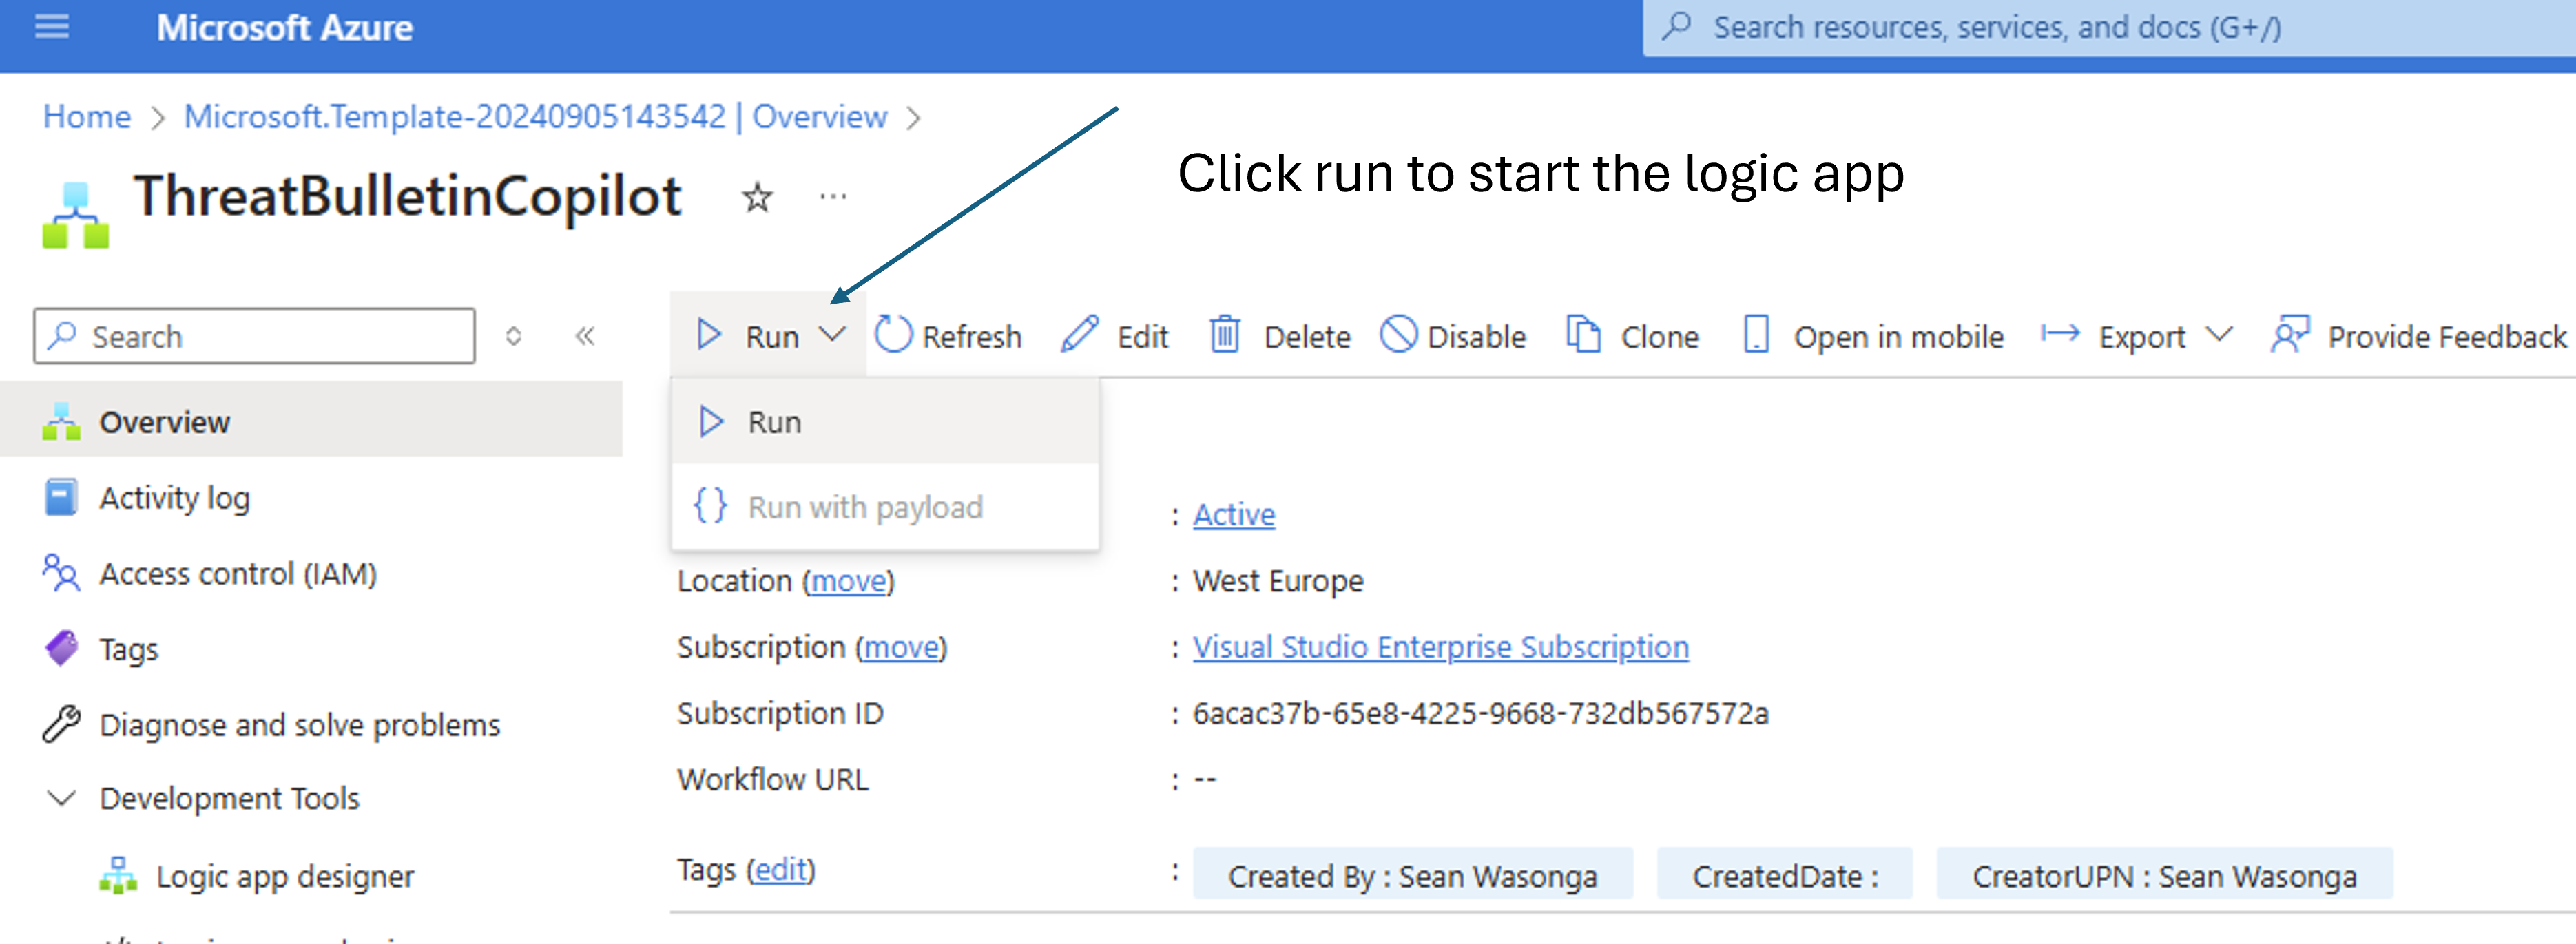 Microsoft Azure
Search resources, services, and docs (G+/)
Home > Microsoft.Template-20240905143542 | Overview >
ThreatBulletinCopilot
Click run to start the logic app
Search
Run
Refresh
Edit
Delete
Disable
Clone
Open in mobile
Export
Provide Feedback
Overview
Activity log
Access control (IAM)
Tags
Diagnose and solve problems
Development Tools
Logic app designer
Run
{} Run with payload
: Active
Location (move) : West Europe
Subscription (move) : Visual Studio Enterprise Subscription
Subscription ID : 6acac37b-65e8-4225-9668-732db567572a
Workflow URL : --
Tags (edit) : Created By : Sean Wasonga CreatedDate : CreatorUPN : Sean Wasonga